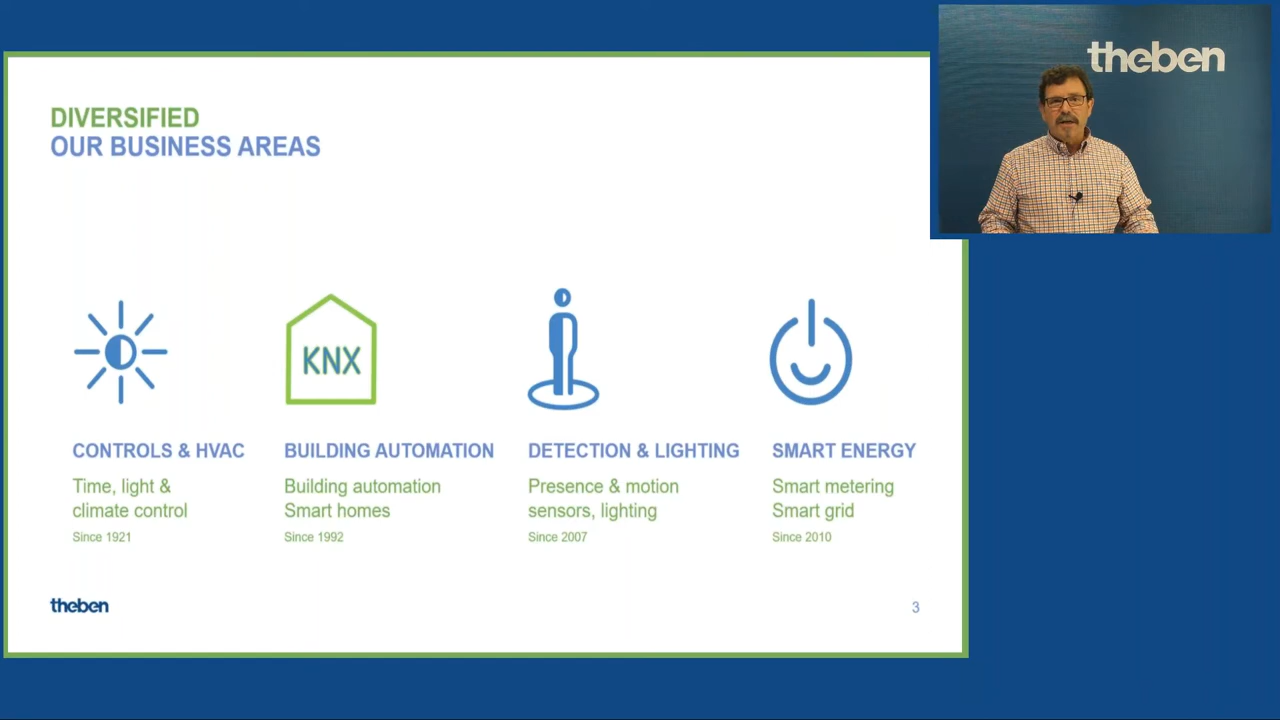 theben
DIVERSIFIED
OUR BUSINESS AREAS
KNX
CONTROLS & HVAC
Time, light &
climate control
Since 1921
BUILDING AUTOMATION
Building automation
Smart homes
Since 1992
DETECTION & LIGHTING
Presence & motion
sensors, lighting
Since 2007
SMART ENERGY
Smart metering
Smart grid
Since 2010
theben
3